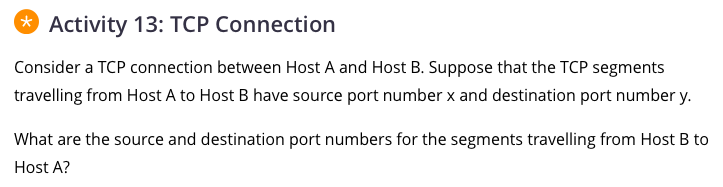 Activity 13: TCP Connection
Consider a TCP connection between Host A and Host B. Suppose that the TCP segments
travelling from Host A to Host B have source port number x and destination port number y.
What are the source and destination port numbers for the segments travelling from Host B to
Host A?